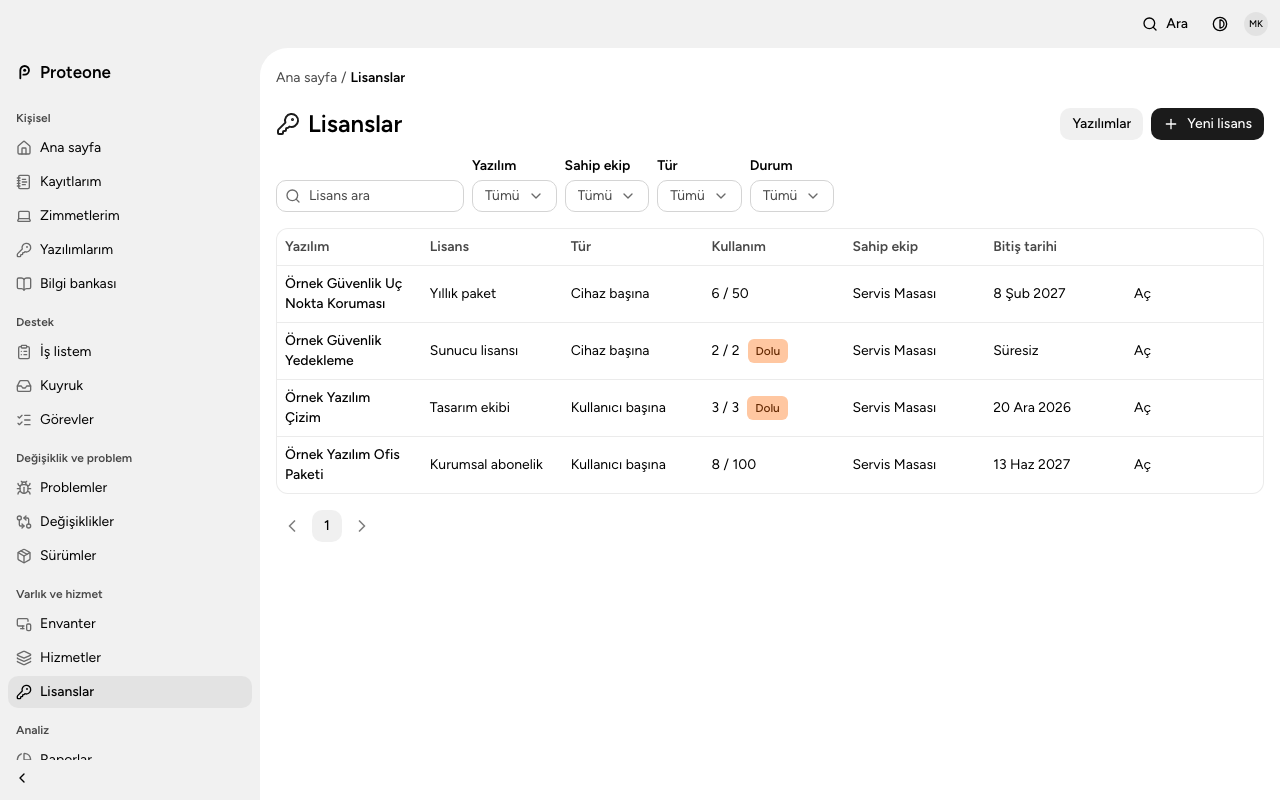 Ara
MK
Proteone
Kişisel
Ana sayfa
Kayıtlarım
Zimmetlerim
Yazılımlarım
Bilgi bankası
Destek
İş listem
Kuyruk
Görevler
Değişiklik ve problem
Problemler
Değişiklikler
Sürümler
Varlık ve hizmet
Envanter
Hizmetler
Lisanslar
Analiz
Raporlar
Ana sayfa / Lisanslar
Lisanslar
Yazılımlar
Yeni lisans
Yazılım Sahip ekip Tür Durum
Lisans ara Tümü Tümü Tümü Tümü
Yazılım Lisans Tür Kullanım Sahip ekip Bitiş tarihi
Örnek Güvenlik Uç
Nokta Koruması
Yıllık paket Cihaz başına 6 / 50 Servis Masası 8 Şub 2027 Aç
Örnek Güvenlik
Yedekleme
Sunucu lisansı Cihaz başına 2 / 2 Dolu Servis Masası Süresiz Aç
Örnek Yazılım
Çizim
Tasarım ekibi Kullanıcı başına 3 / 3 Dolu Servis Masası 20 Ara 2026 Aç
Örnek Yazılım Ofis
Paketi
Kurumsal abonelik Kullanıcı başına 8 / 100 Servis Masası 13 Haz 2027 Aç
1